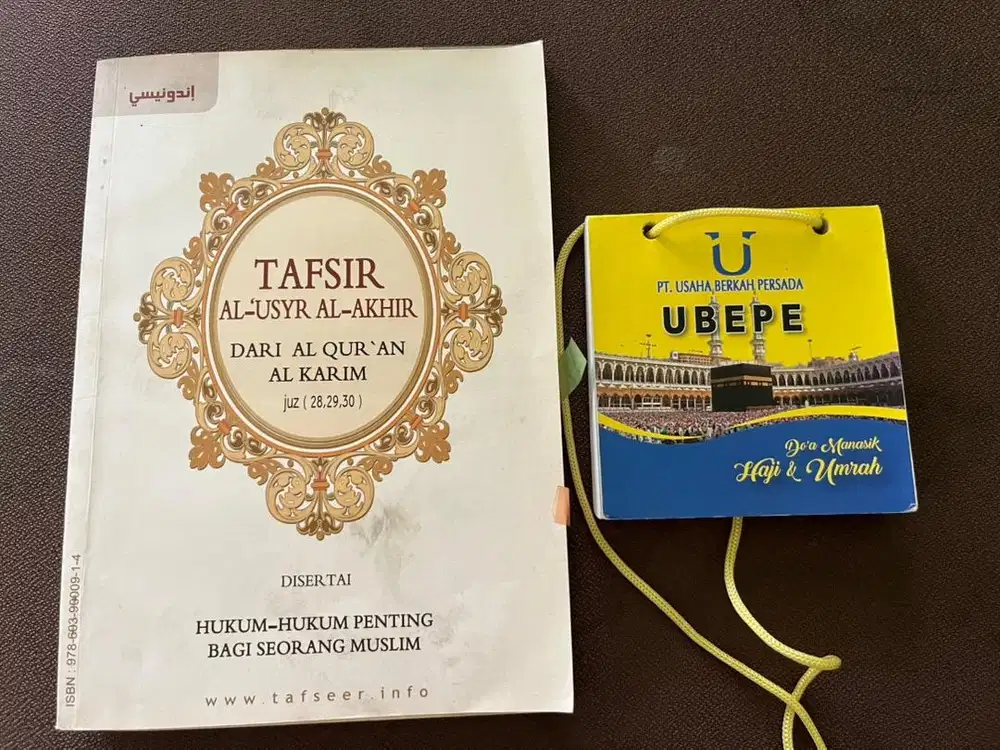 إندونيسي
TAFSIR
AL-'USYR AL-AKHIR
DARI AL QUR`AN
AL KARIM
juz ( 28,29,30 )
DISERTAI
HUKUM-HUKUM PENTING
BAGI SEORANG MUSLIM
www.tafseer.info
ISBN : 978-603-90009-1-4
U
PT. USAHA BERKAH PERSADA
UBEPE
Do'a Manasik
Haji & Umrah